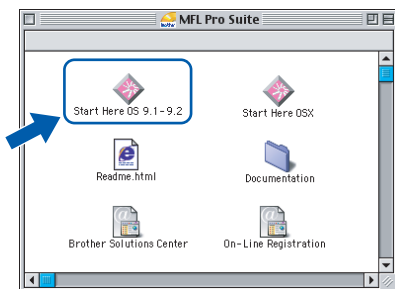 MFL Pro Suite
Start Here OS 9.1-9.2
Start Here OSX
Readme.html
Documentation
Brother Solutions Center
On-Line Registration